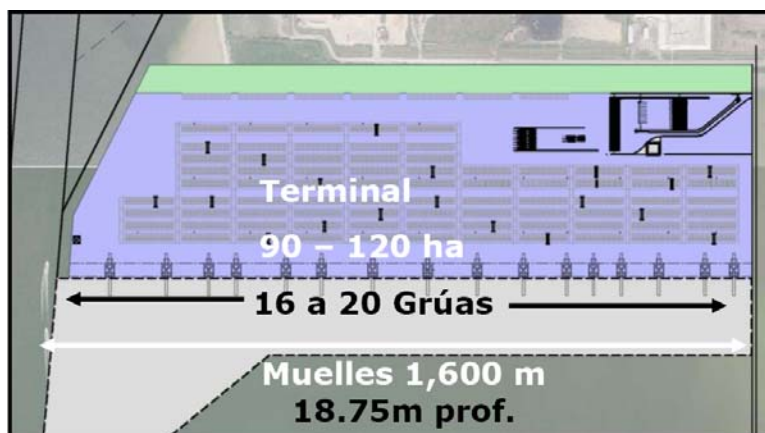 Terminal
90 – 120 ha
16 a 20 Grúas
Muelles 1,600 m
18.75m prof.